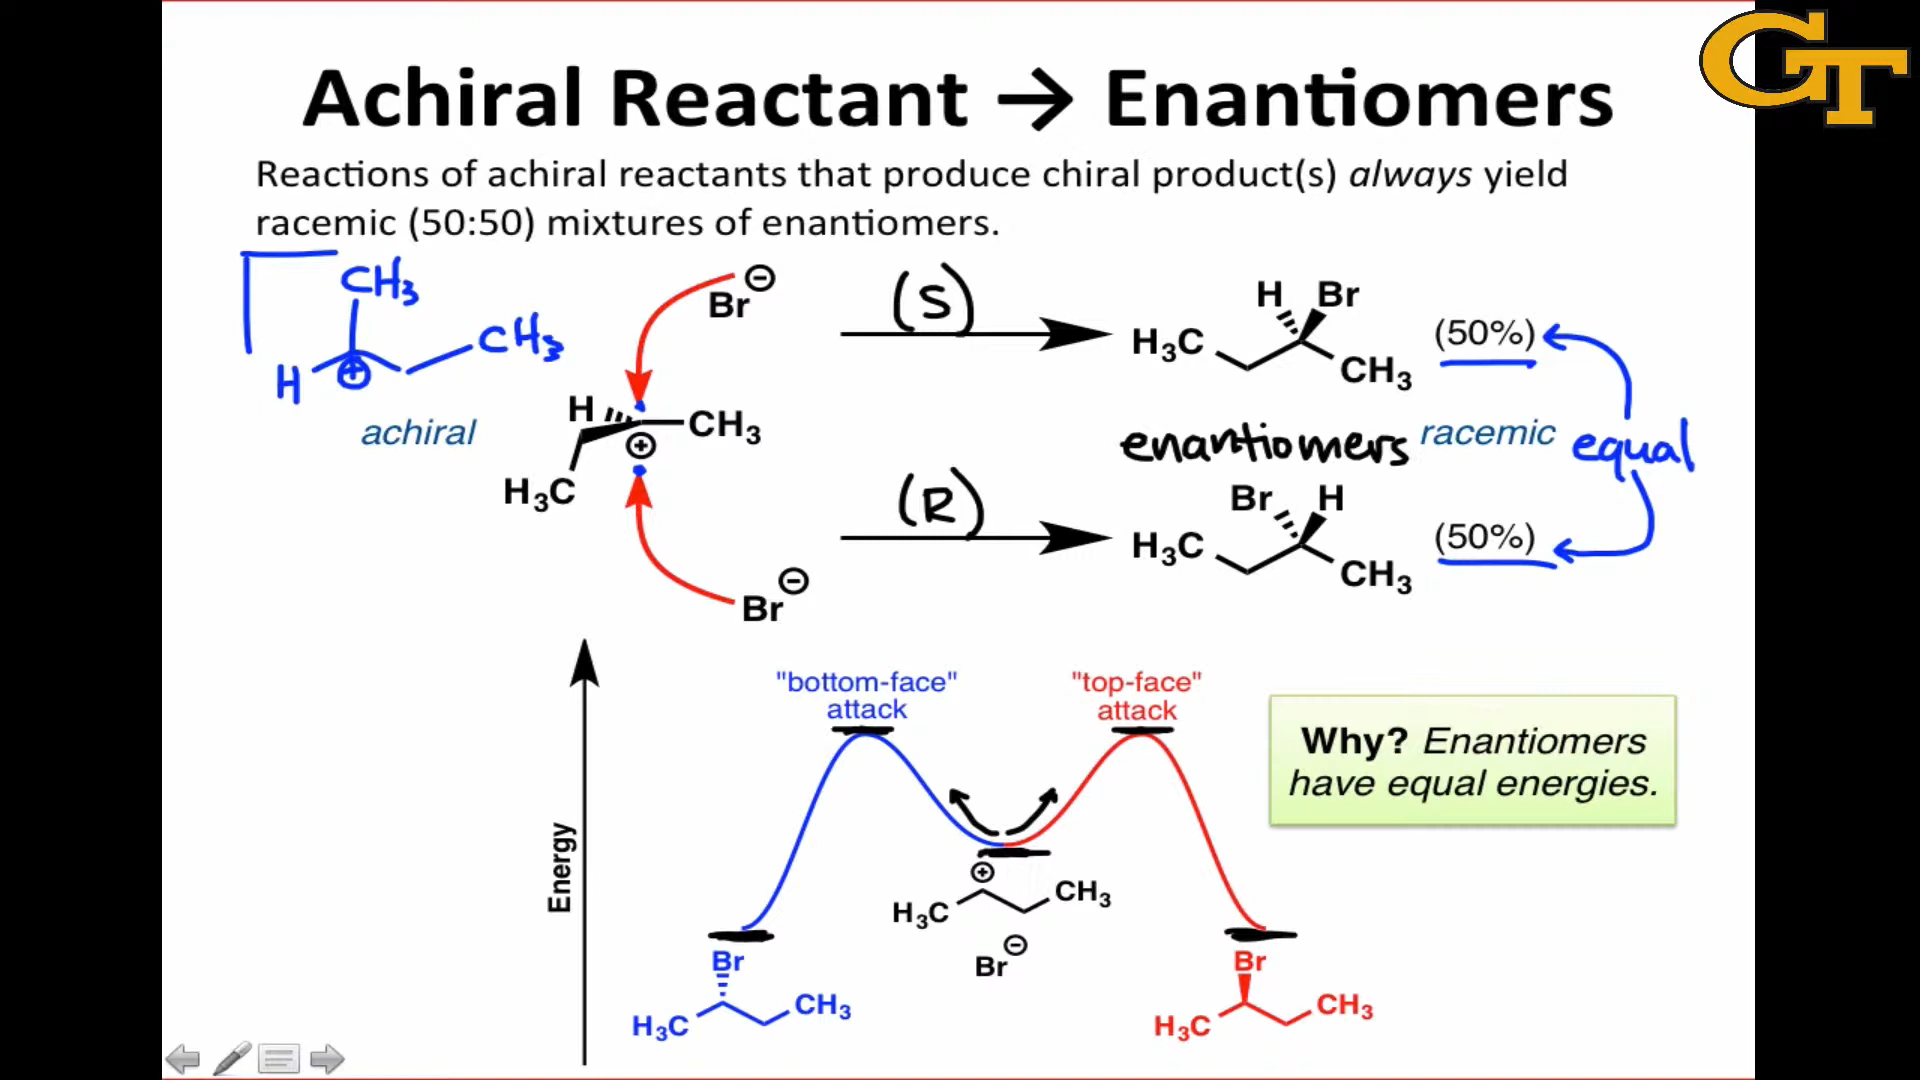 GT
Achiral Reactant → Enantiomers
Reactions of achiral reactants that produce chiral product(s) always yield
racemic (50:50) mixtures of enantiomers.
CH3
CH3
H
⊕
achiral
Br⊖
H
CH₃
⊕
H₃C
Br⊖
(S)
H Br
H₃C
CH₃
(50%)
enantiomers racemic equal
(R)
Br H
H₃C
CH₃
(50%)
Energy
"bottom-face"
attack
"top-face"
attack
Why? Enantiomers
have equal energies.
⊕
H₃C
CH₃
Br⊖
Br
H₃C
CH₃
Br
H₃C
CH₃